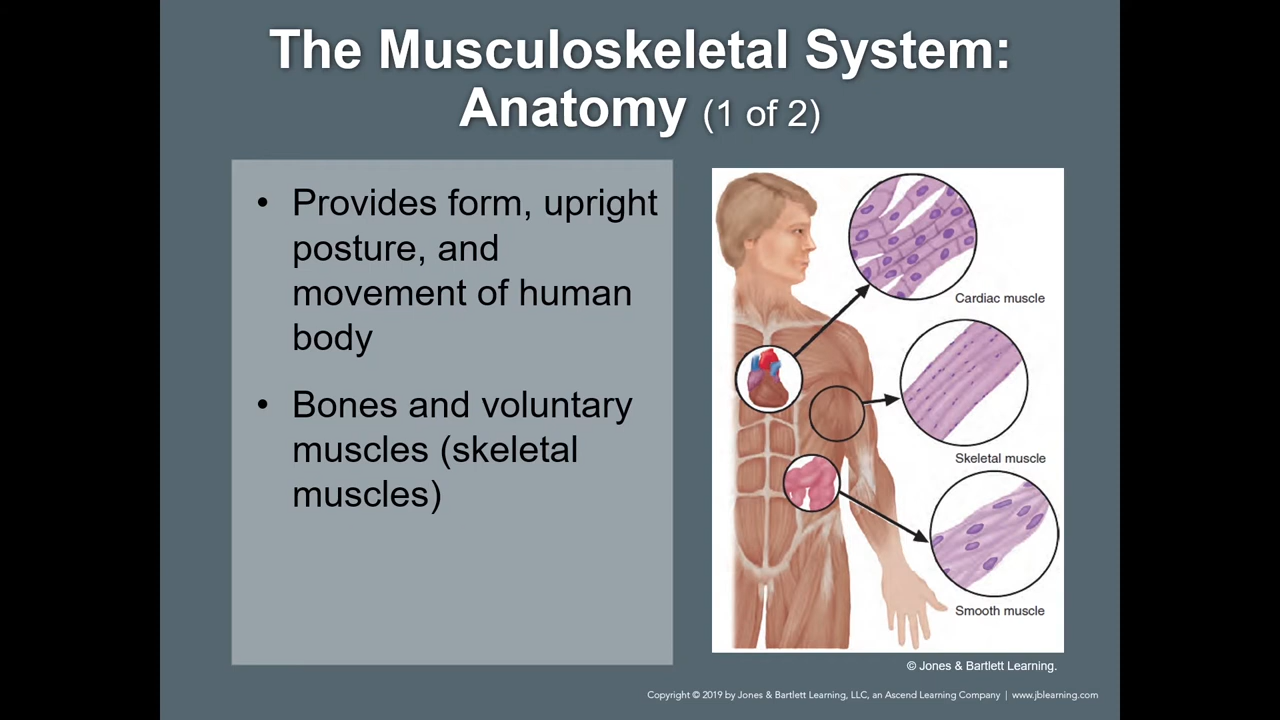 The Musculoskeletal System:
Anatomy (1 of 2)
• Provides form, upright
posture, and
movement of human
body
• Bones and voluntary
muscles (skeletal
muscles)
Cardiac muscle
Skeletal muscle
Smooth muscle
© Jones & Bartlett Learning.
Copyright © 2019 by Jones & Bartlett Learning, LLC, an Ascend Learning Company | www.jblearning.com